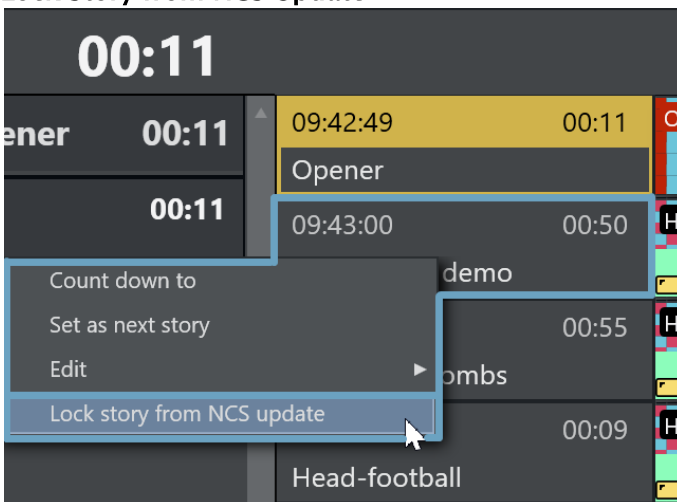 00:11
ener 00:11
00:11
09:42:49 00:11
Opener
09:43:00 00:50
demo
00:55
ombs
00:09
Head-football
Count down to
Set as next story
Edit
Lock story from NCS update
H
H
H